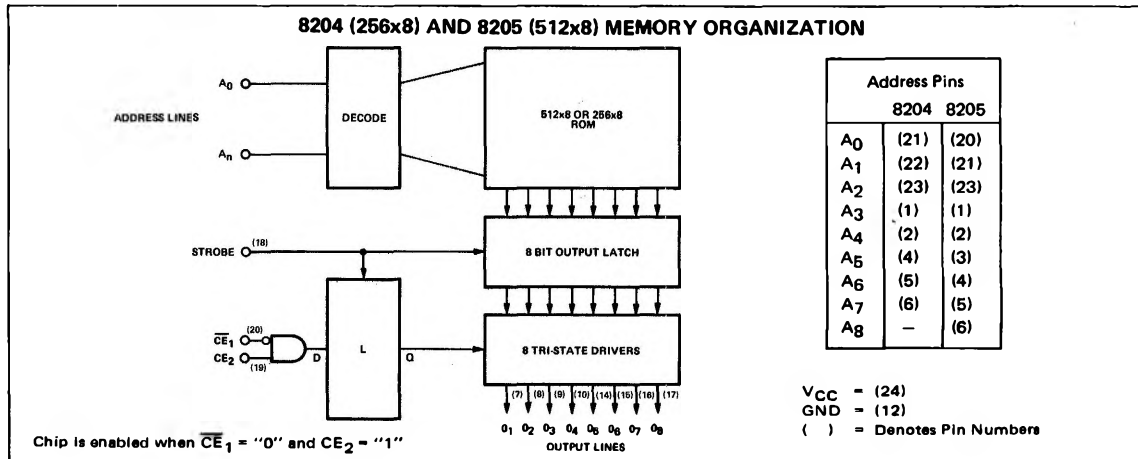 8204 (256x8) AND 8205 (512x8) MEMORY ORGANIZATION
A0
ADDRESS LINES
An
DECODE
512x8 OR 256x8
ROM
STROBE (18)
8 BIT OUTPUT LATCH
CE1 (20)
CE2 (19)
D L Q
8 TRI-STATE DRIVERS
(7) (8) (9) (10) (14) (15) (16) (17)
O1 O2 O3 O4 O5 O6 O7 O8
OUTPUT LINES
Chip is enabled when CE1 = "0" and CE2 = "1"
Address Pins
8204 8205
A0 (21) (20)
A1 (22) (21)
A2 (23) (23)
A3 (1) (1)
A4 (2) (2)
A5 (4) (3)
A6 (5) (4)
A7 (6) (5)
A8 – (6)
VCC = (24)
GND = (12)
( ) = Denotes Pin Numbers